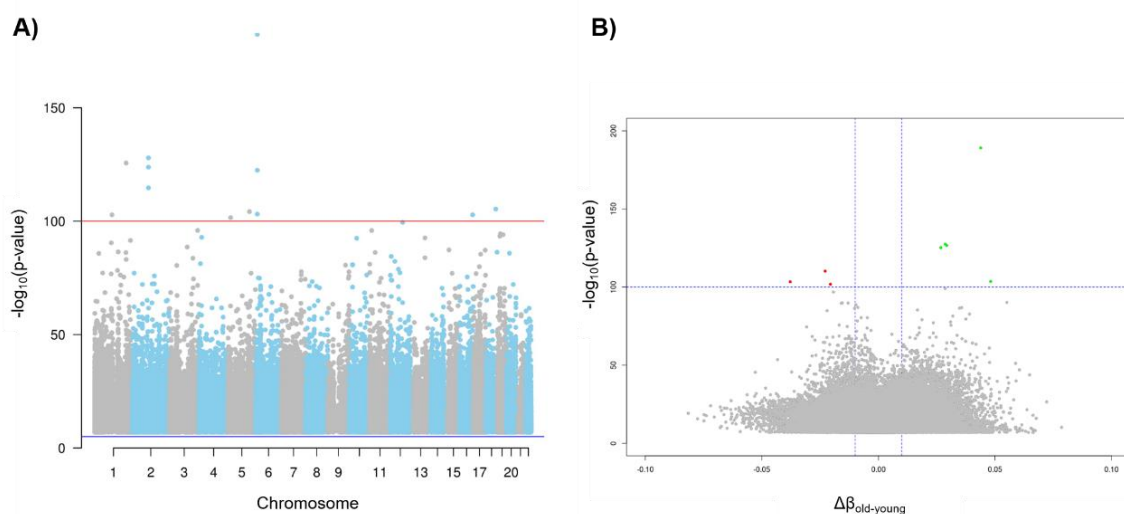 A)
150
100
50
0
-log10(p-value)
1 2 3 4 5 6 7 8 9 11 13 15 17 20
Chromosome
B)
200
150
100
50
0
-log10(p-value)
-0.10 -0.05 0.00 0.05 0.10
Δβold-young